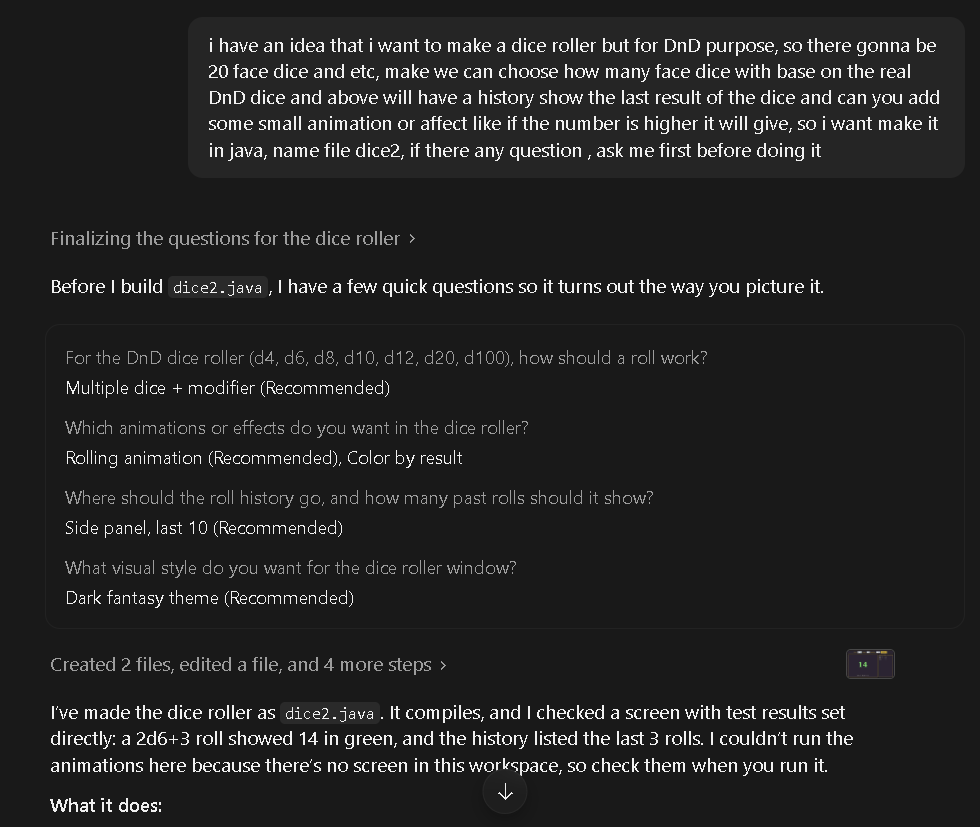 i have an idea that i want to make a dice roller but for DnD purpose, so there gonna be
20 face dice and etc, make we can choose how many face dice with base on the real
DnD dice and above will have a history show the last result of the dice and can you add
some small animation or affect like if the number is higher it will give, so i want make it
in java, name file dice2, if there any question , ask me first before doing it
Finalizing the questions for the dice roller >
Before I build dice2.java, I have a few quick questions so it turns out the way you picture it.
For the DnD dice roller (d4, d6, d8, d10, d12, d20, d100), how should a roll work?
Multiple dice + modifier (Recommended)
Which animations or effects do you want in the dice roller?
Rolling animation (Recommended), Color by result
Where should the roll history go, and how many past rolls should it show?
Side panel, last 10 (Recommended)
What visual style do you want for the dice roller window?
Dark fantasy theme (Recommended)
Created 2 files, edited a file, and 4 more steps >
14
I've made the dice roller as dice2.java. It compiles, and I checked a screen with test results set
directly: a 2d6+3 roll showed 14 in green, and the history listed the last 3 rolls. I couldn't run the
animations here because there's no screen in this workspace, so check them when you run it.
What it does: